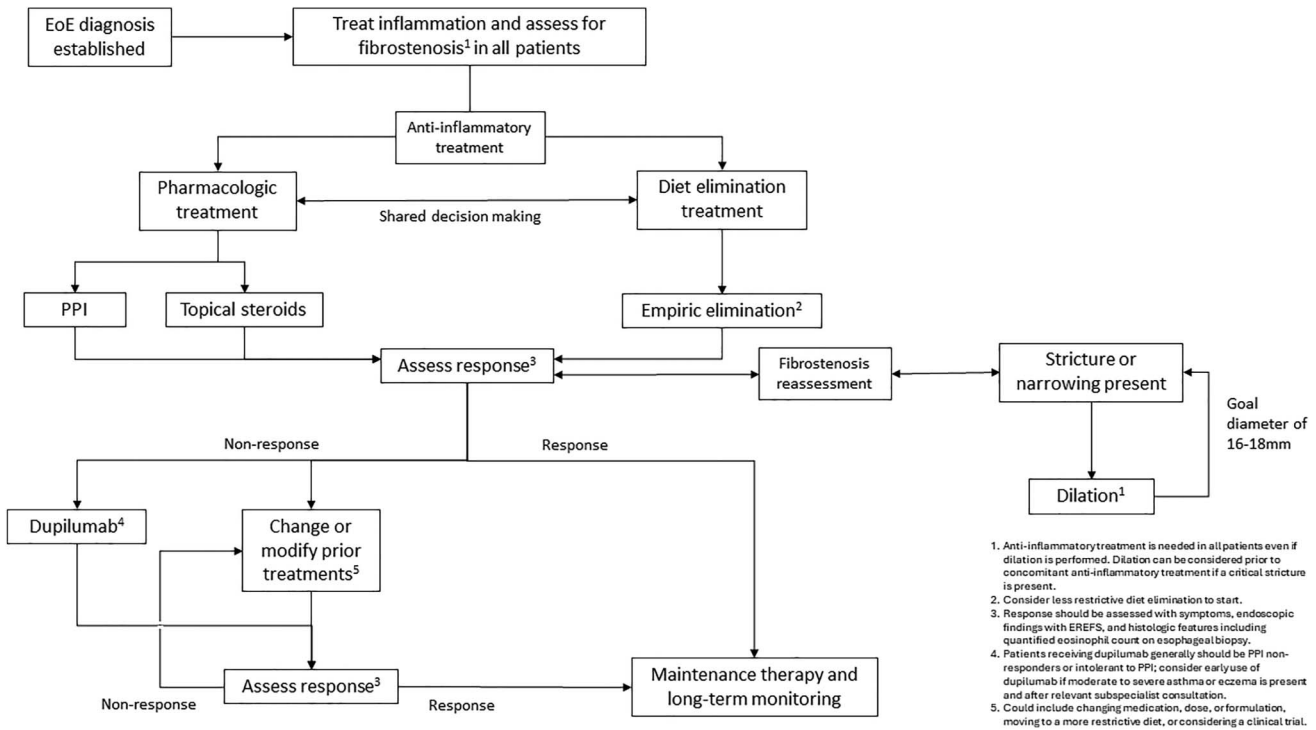 EoE diagnosis
established
Treat inflammation and assess for
fibrostenosis¹ in all patients
Anti-inflammatory
treatment
Pharmacologic
treatment
Shared decision making
Diet elimination
treatment
PPI
Topical steroids
Empiric elimination²
Assess response³
Fibrostenosis
reassessment
Stricture or
narrowing present
Goal
diameter of
16-18mm
Dilation¹
Non-response
Response
Dupilumab⁴
Change or
modify prior
treatments⁵
Assess response³
Non-response
Response
Maintenance therapy and
long-term monitoring
1. Anti-inflammatory treatment is needed in all patients even if
dilation is performed. Dilation can be considered prior to
concomitant anti-inflammatory treatment if a critical stricture
is present.
2. Consider less restrictive diet elimination to start.
3. Response should be assessed with symptoms, endoscopic
findings with EREFS, and histologic features including
quantified eosinophil count on esophageal biopsy.
4. Patients receiving dupilumab generally should be PPI non-
responders or intolerant to PPI; consider early use of
dupilumab if moderate to severe asthma or eczema is present
and after relevant subspecialist consultation.
5. Could include changing medication, dose, or formulation,
moving to a more restrictive diet, or considering a clinical trial.